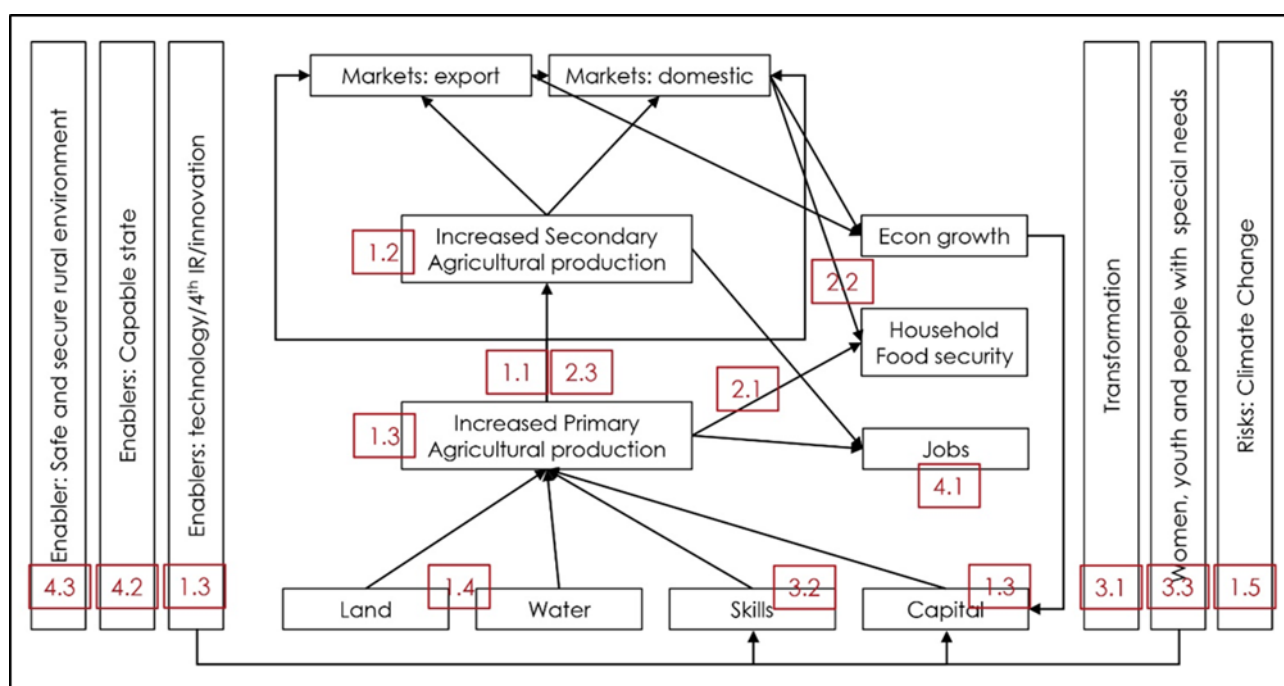 Enabler: Safe and secure rural environment
4.3
Enablers: Capable state
4.2
Enablers: technology/4th IR/innovation
1.3
Markets: export
Markets: domestic
Increased Secondary
Agricultural production
1.2
Econ growth
2.2
Household
Food security
1.1
2.3
2.1
Increased Primary
Agricultural production
1.3
Jobs
4.1
Land
1.4
Water
Skills
3.2
Capital
1.3
Transformation
3.1
Women, youth and people with special needs
3.3
Risks: Climate Change
1.5